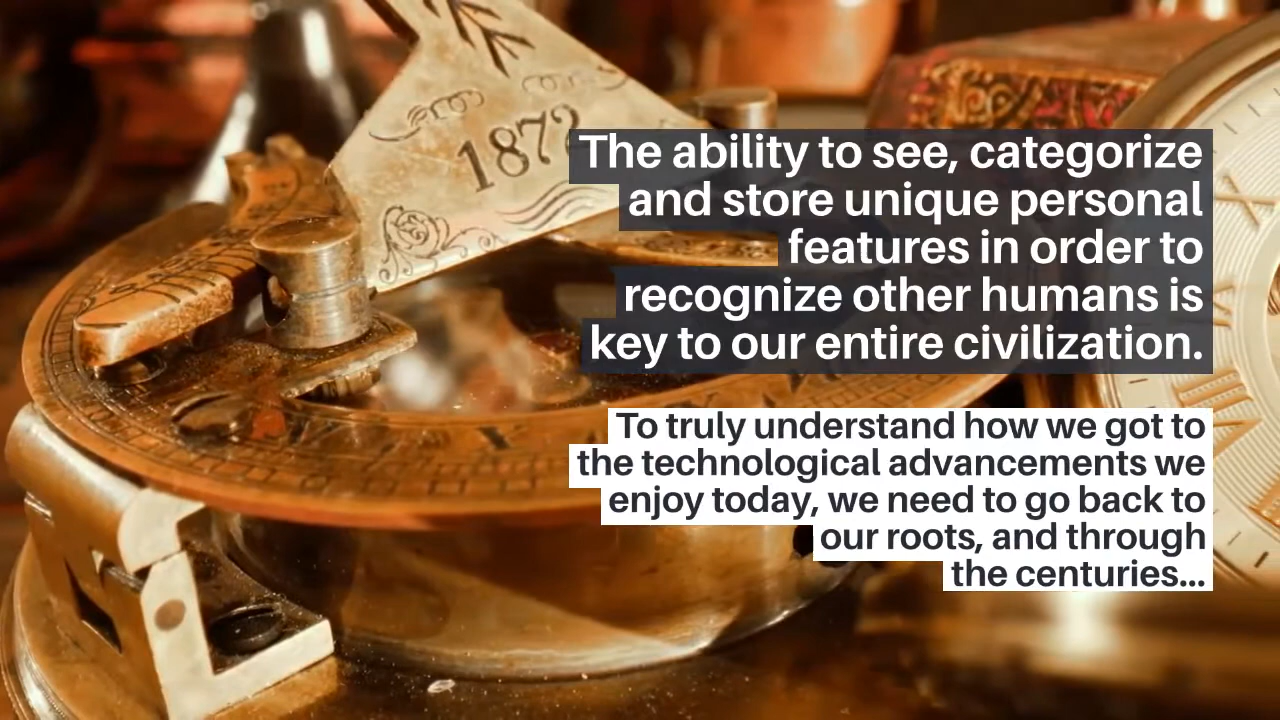 1872
The ability to see, categorize
and store unique personal
features in order to
recognize other humans is
key to our entire civilization.
To truly understand how we got to
the technological advancements we
enjoy today, we need to go back to
our roots, and through
the centuries...